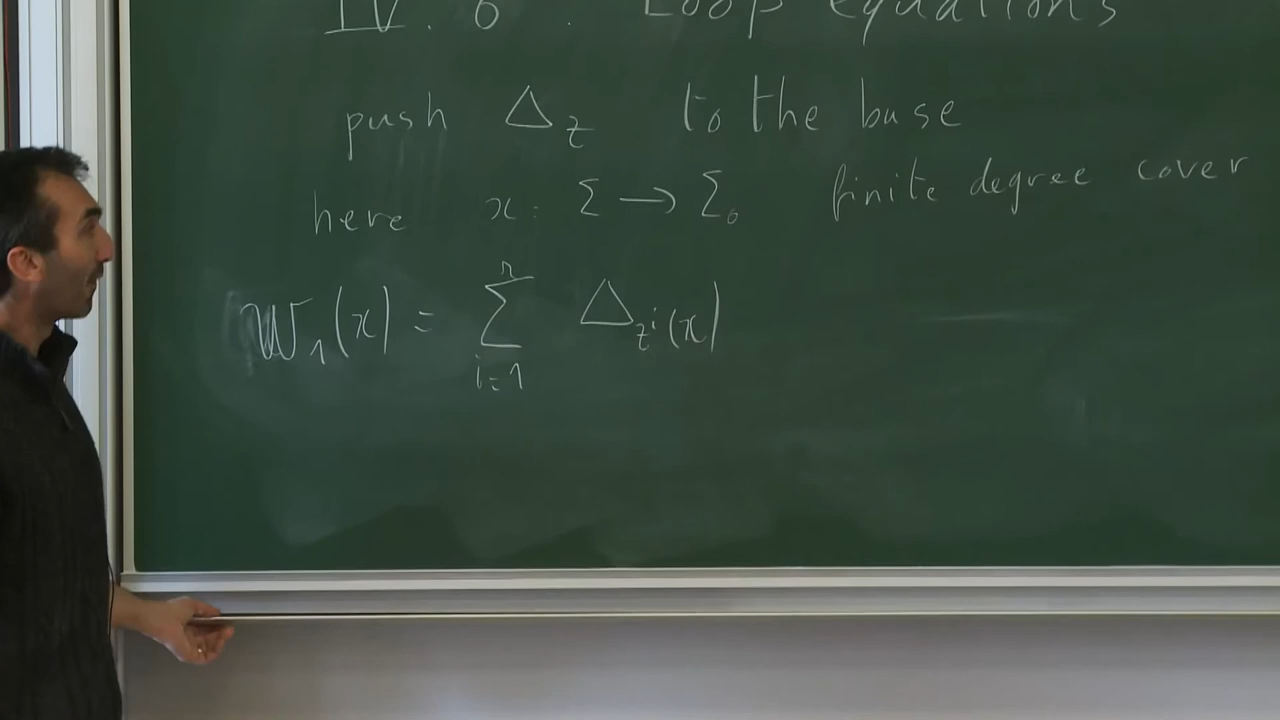 IV. 6. Loop equations
push Δ_z to the base
here x: Σ → Σ_0 finite degree cover
W_1(x) = Σ_{i=1}^{r} Δ_{z^i(x)}